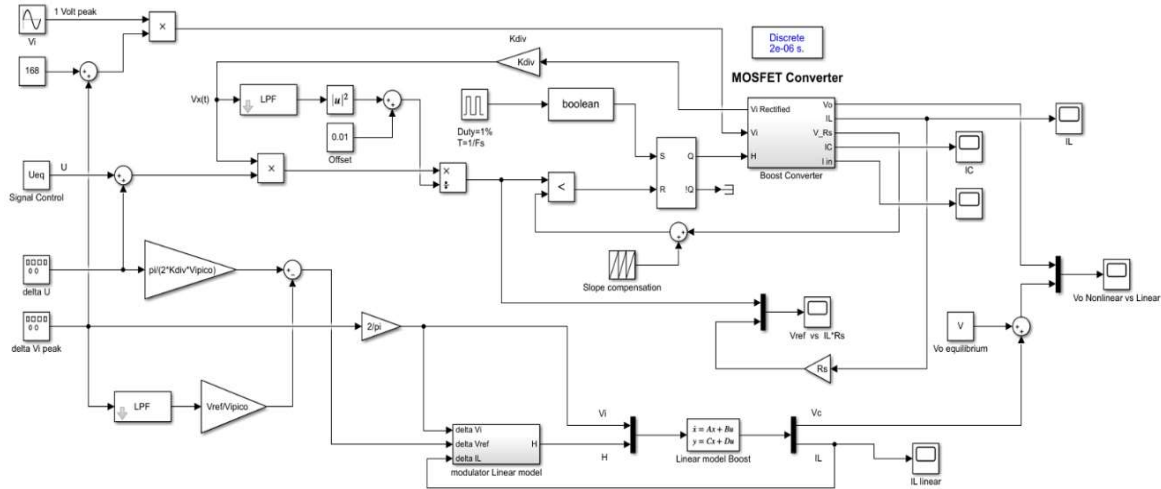 1 Volt peak
Vi
×
168
Kdiv
Kdiv
Discrete
2e-06 s.
MOSFET Converter
Vx(t)
LPF
|u|²
0.01
Offset
Duty=1%
T=1/Fs
boolean
S
Q
R
!Q
Vi Rectified
Vi
H
Vo
IL
V_Rs
IC
I in
Boost Converter
IL
IC
Ueq
U
Signal Control
×
×
÷
<
Slope compensation
delta U
pi/(2*Kdiv*Vipico)
delta Vi peak
2/pi
Vref vs IL*Rs
Rs
V
Vo equilibrium
Vo Nonlinear vs Linear
LPF
Vref/Vipico
delta Vi
delta Vref
delta IL
H
modulator Linear model
Vi
H
ẋ = Ax + Bu
y = Cx + Du
Linear model Boost
Vc
IL
IL linear